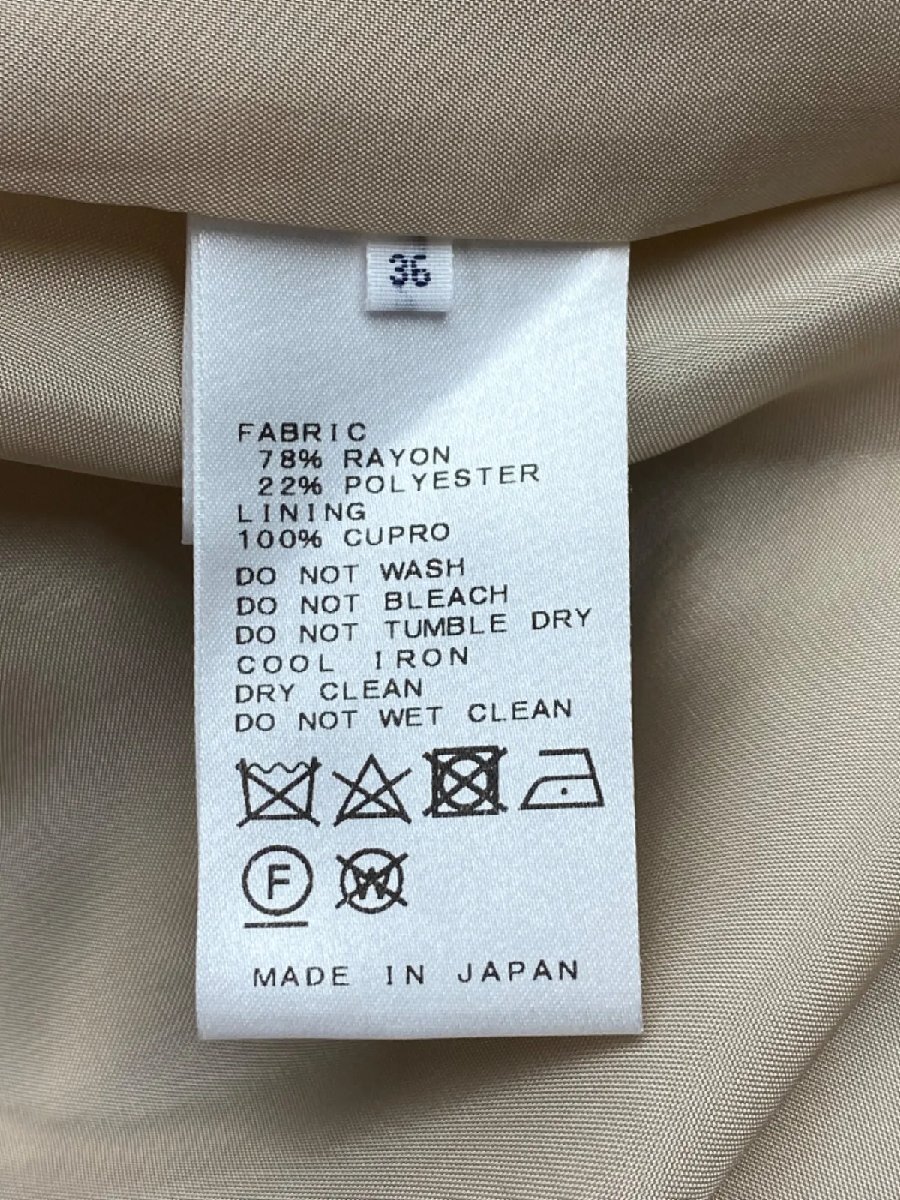 36
FABRIC
78% RAYON
22% POLYESTER
LINING
100% CUPRO
DO NOT WASH
DO NOT BLEACH
DO NOT TUMBLE DRY
COOL IRON
DRY CLEAN
DO NOT WET CLEAN
F W
MADE IN JAPAN